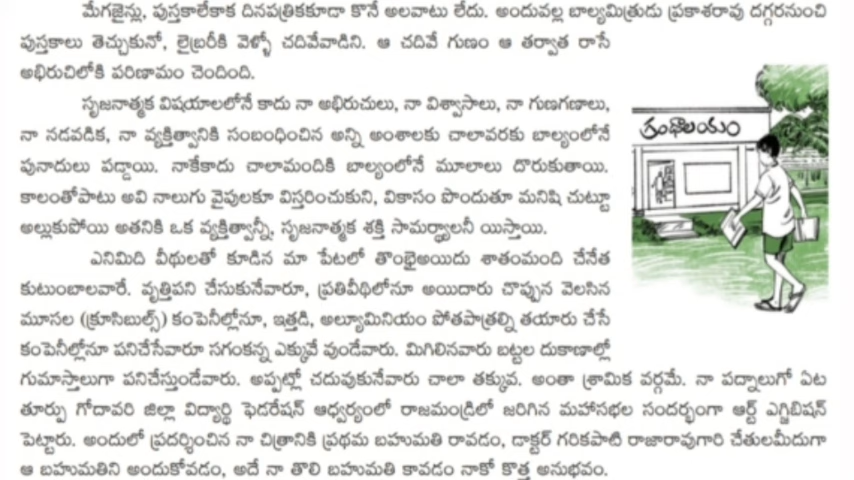 మేగజైన్లు, పుస్తకాలేకాక దినపత్రికకూడా కొనే అలవాటు లేదు. అందువల్ల బాల్యమిత్రుడు ప్రకాశరావు దగ్గరనుంచి
పుస్తకాలు తెచ్చుకునో, లైబ్రరీకి వెళ్ళో చదివేవాడిని. ఆ చదివే గుణం ఆ తర్వాత రాసే
అభిరుచిలోకి పరిణామం చెందింది.
సృజనాత్మక విషయాలలోనే కాదు నా అభిరుచులు, నా విశ్వాసాలు, నా గుణగణాలు,
గ్రంథాలయం
నా నడవడిక, నా వ్యక్తిత్వానికి సంబంధించిన అన్ని అంశాలకు చాలావరకు బాల్యంలోనే
పునాదులు పడ్డాయి. నాకేకాదు చాలామందికి బాల్యంలోనే మూలాలు దొరుకుతాయి.
కాలంతోపాటు అవి నాలుగు వైపులకూ విస్తరించుకుని, వికాసం పొందుతూ మనిషి చుట్టూ
అల్లుకుపోయి అతనికి ఒక వ్యక్తిత్వాన్నీ, సృజనాత్మక శక్తి సామర్థ్యాలనీ యిస్తాయి.
ఎనిమిది వీథులతో కూడిన మా పేటలో తొంభైఅయిదు శాతంమంది చేనేత
కుటుంబాలవారే. వృత్తిపని చేసుకునేవారూ, ప్రతివీథిలోనూ అయిదారు చొప్పున వెలసిన
మూసల (క్రూసిబుల్స్) కంపెనీల్లోనూ, ఇత్తడి, అల్యూమినియం పోతపాత్రల్ని తయారు చేసే
కంపెనీల్లోనూ పనిచేసేవారూ సగంకన్న ఎక్కువే వుండేవారు. మిగిలినవారు బట్టల దుకాణాల్లో
గుమాస్తాలుగా పనిచేస్తుండేవారు. అప్పట్లో చదువుకునేవారు చాలా తక్కువ. అంతా శ్రామిక వర్గమే. నా పద్నాలుగో ఏట
తూర్పు గోదావరి జిల్లా విద్యార్థి ఫెడరేషన్ ఆధ్వర్యంలో రాజమండ్రిలో జరిగిన మహాసభల సందర్భంగా ఆర్ట్ ఎగ్జిబిషన్
పెట్టారు. అందులో ప్రదర్శించిన నా చిత్రానికి ప్రథమ బహుమతి రావడం, డాక్టర్ గరికపాటి రాజారావుగారి చేతులమీదుగా
ఆ బహుమతిని అందుకోవడం, అదే నా తొలి బహుమతి కావడం నాకో కొత్త అనుభవం.